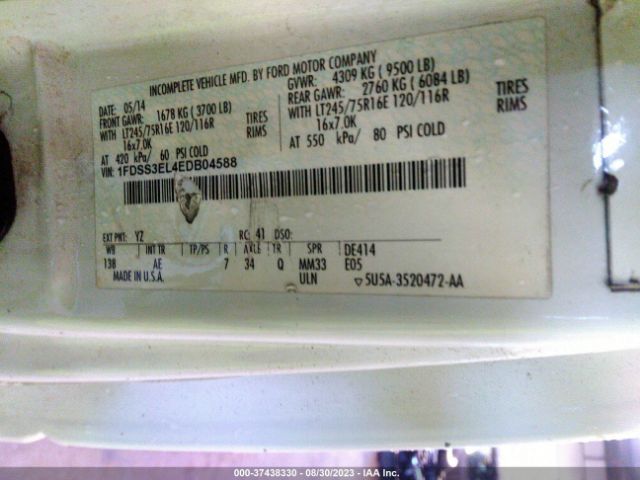 INCOMPLETE VEHICLE MFD. BY FORD MOTOR COMPANY
DATE: 05/14
GVWR: 4309 KG ( 9500 LB)
FRONT GAWR: 1678 KG ( 3700 LB)
REAR GAWR: 2760 KG ( 6084 LB)
WITH LT245/75R16E 120/116R TIRES
WITH LT245/75R16E 120/116R TIRES
16x7.0K RIMS
16x7.0K RIMS
AT 420 kPa/ 60 PSI COLD
AT 550 kPa/ 80 PSI COLD
VIN: 1FDSS3EL4EDB04588
EXT PNT: YZ RC: 41 DSO:
WB INT TR TP/PS R AXLE TR SPR DE414
138 AE 7 34 Q MM33 E05
MADE IN U.S.A. ULN ▽5U5A-3520472-AA
000-37438330 - 08/30/2023 - IAA Inc.